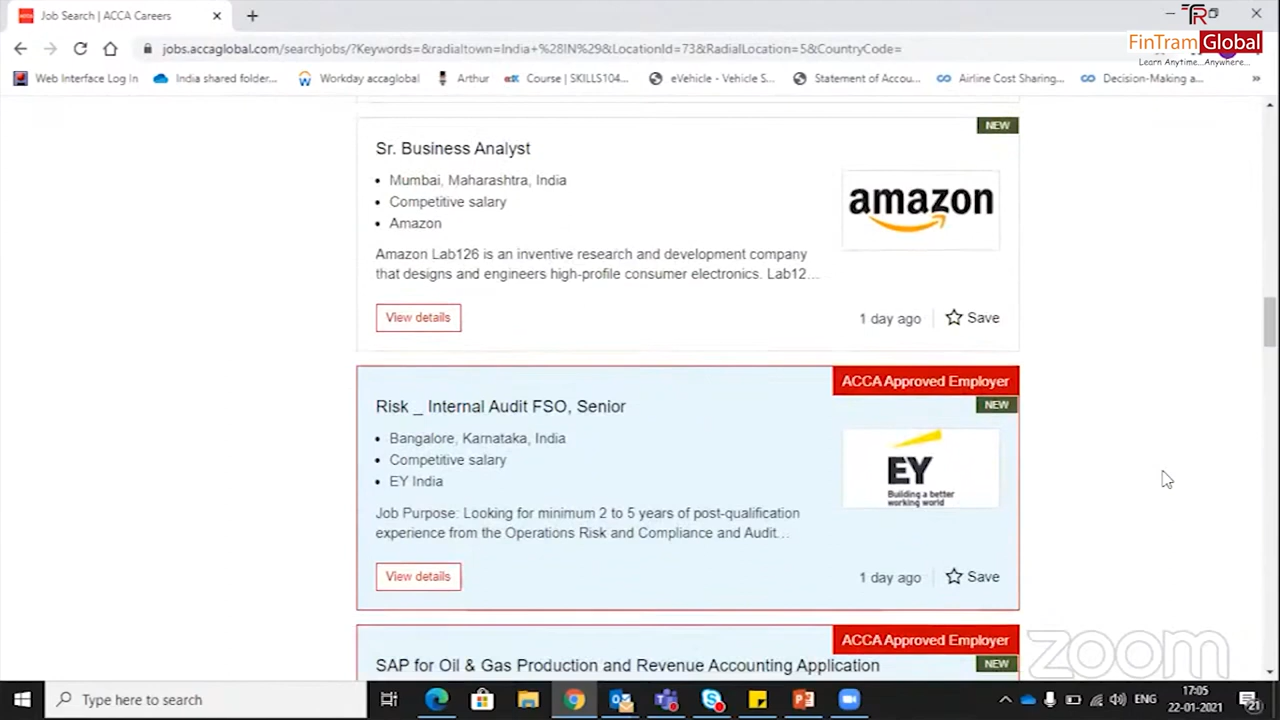 Job Search | ACCA Careers
FinTram Global
Learn Anytime...Anywhere...
jobs.accaglobal.com/searchjobs/?Keywords=&radialtown=India+%28IN%29&LocationId=73&RadialLocation=5&CountryCode=
Web Interface Log In India shared folder... Workday accaglobal Arthur Course | SKILLS104... eVehicle - Vehicle S... Statement of Accou... Airline Cost Sharing... Decision-Making a... »
NEW
Sr. Business Analyst
• Mumbai, Maharashtra, India
• Competitive salary
• Amazon
amazon
Amazon Lab126 is an inventive research and development company
that designs and engineers high-profile consumer electronics. Lab12...
View details 1 day ago Save
ACCA Approved Employer
NEW
Risk _ Internal Audit FSO, Senior
• Bangalore, Karnataka, India
• Competitive salary
• EY India
EY
Building a better
working world
Job Purpose: Looking for minimum 2 to 5 years of post-qualification
experience from the Operations Risk and Compliance and Audit...
View details 1 day ago Save
ACCA Approved Employer
NEW
SAP for Oil & Gas Production and Revenue Accounting Application
zoom
Type here to search
ENG
17:05
22-01-2021
21